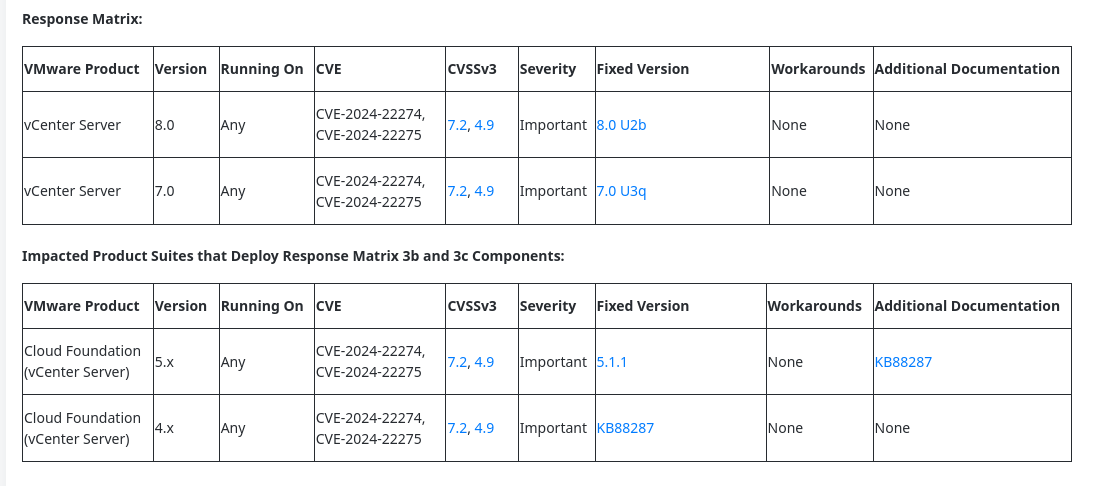 Response Matrix:
VMware Product Version Running On CVE CVSSv3 Severity Fixed Version Workarounds Additional Documentation
vCenter Server 8.0 Any CVE-2024-22274, CVE-2024-22275 7.2, 4.9 Important 8.0 U2b None None
vCenter Server 7.0 Any CVE-2024-22274, CVE-2024-22275 7.2, 4.9 Important 7.0 U3q None None
Impacted Product Suites that Deploy Response Matrix 3b and 3c Components:
VMware Product Version Running On CVE CVSSv3 Severity Fixed Version Workarounds Additional Documentation
Cloud Foundation (vCenter Server) 5.x Any CVE-2024-22274, CVE-2024-22275 7.2, 4.9 Important 5.1.1 None KB88287
Cloud Foundation (vCenter Server) 4.x Any CVE-2024-22274, CVE-2024-22275 7.2, 4.9 Important KB88287 None None